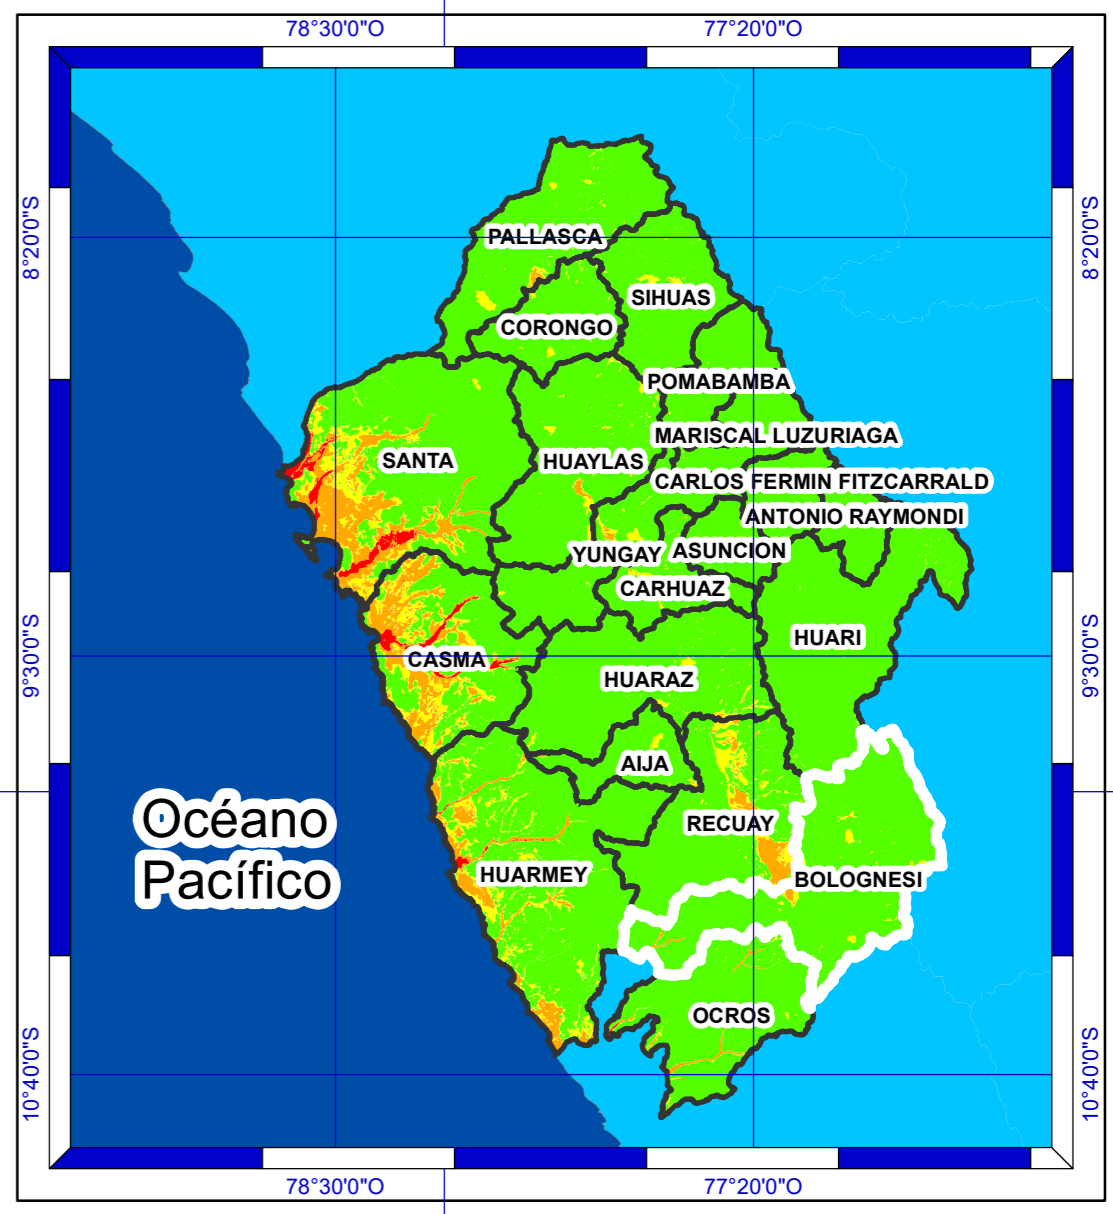 78°30'0"O
77°20'0"O
8°20'0"S
8°20'0"S
PALLASCA
SIHUAS
CORONGO
POMABAMBA
MARISCAL LUZURIAGA
SANTA
HUAYLAS
CARLOS FERMIN FITZCARRALD
ANTONIO RAYMONDI
YUNGAY
ASUNCION
CARHUAZ
HUARI
9°30'0"S
9°30'0"S
CASMA
HUARAZ
AIJA
Océano
Pacífico
RECUAY
HUARMEY
BOLOGNESI
OCROS
10°40'0"S
10°40'0"S
78°30'0"O
77°20'0"O